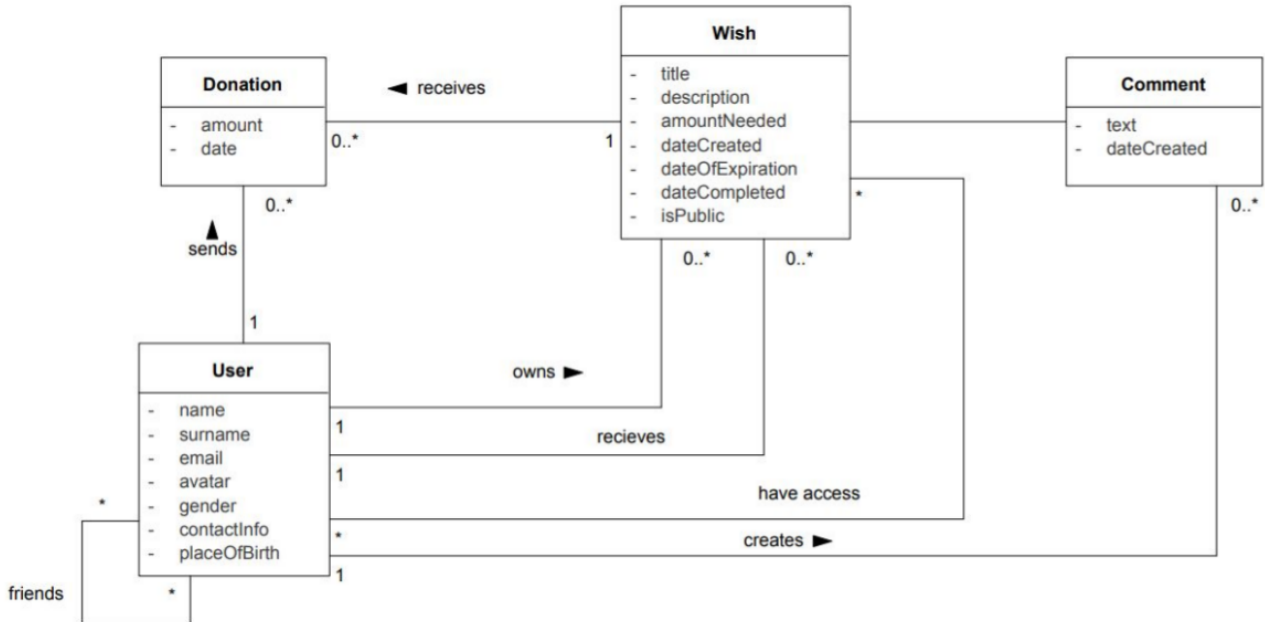 Wish
- title
- description
- amountNeeded
- dateCreated
- dateOfExpiration
- dateCompleted
- isPublic
Donation
- amount
- date
◄ receives
0..*
1
Comment
- text
- dateCreated
0..*
▲
sends
1
*
0..*
0..*
0..*
User
- name
- surname
- email
- avatar
- gender
- contactInfo
- placeOfBirth
owns ►
1
recieves
1
have access
*
creates ►
1
*
friends
*